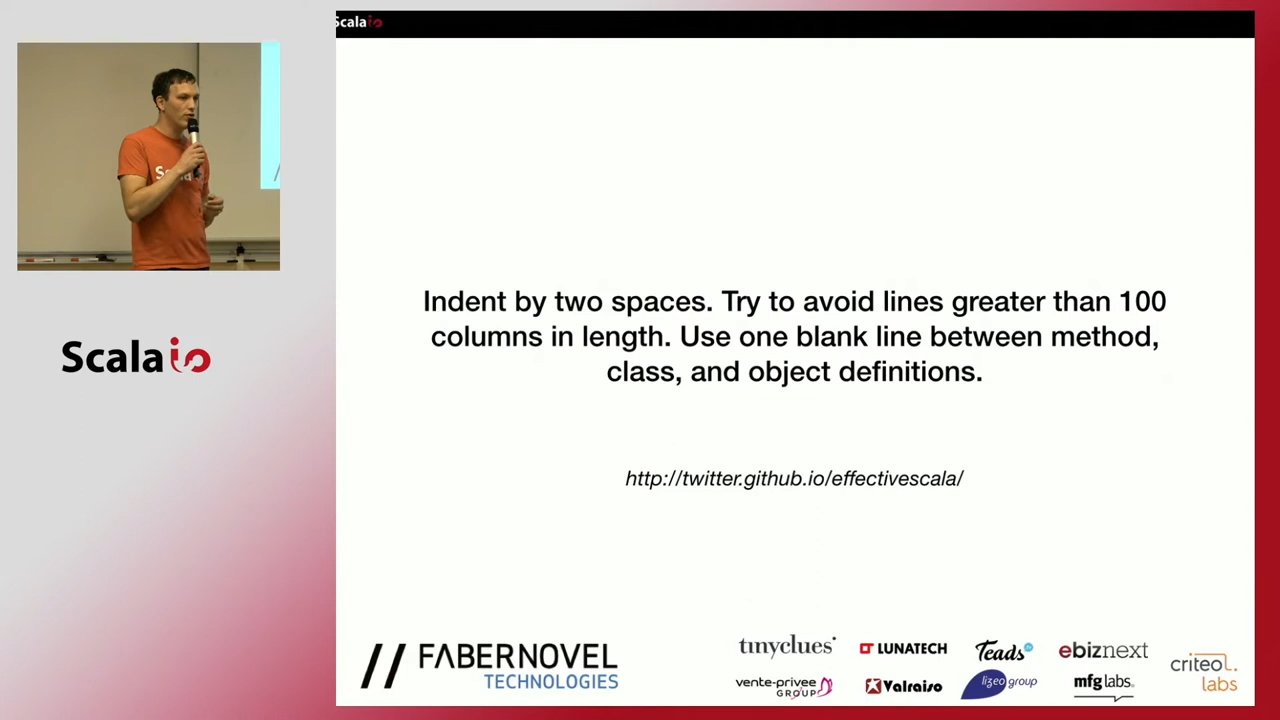 Scalaio
Scala
Scalaio
Indent by two spaces. Try to avoid lines greater than 100
columns in length. Use one blank line between method,
class, and object definitions.
http://twitter.github.io/effectivescala/
// FABERNOVEL
TECHNOLOGIES
tinyclues
LUNATECH
Teads
ebiznext
criteol.
labs
vente-privee
GROUP
Valraiso
lizeo group
mfg labs